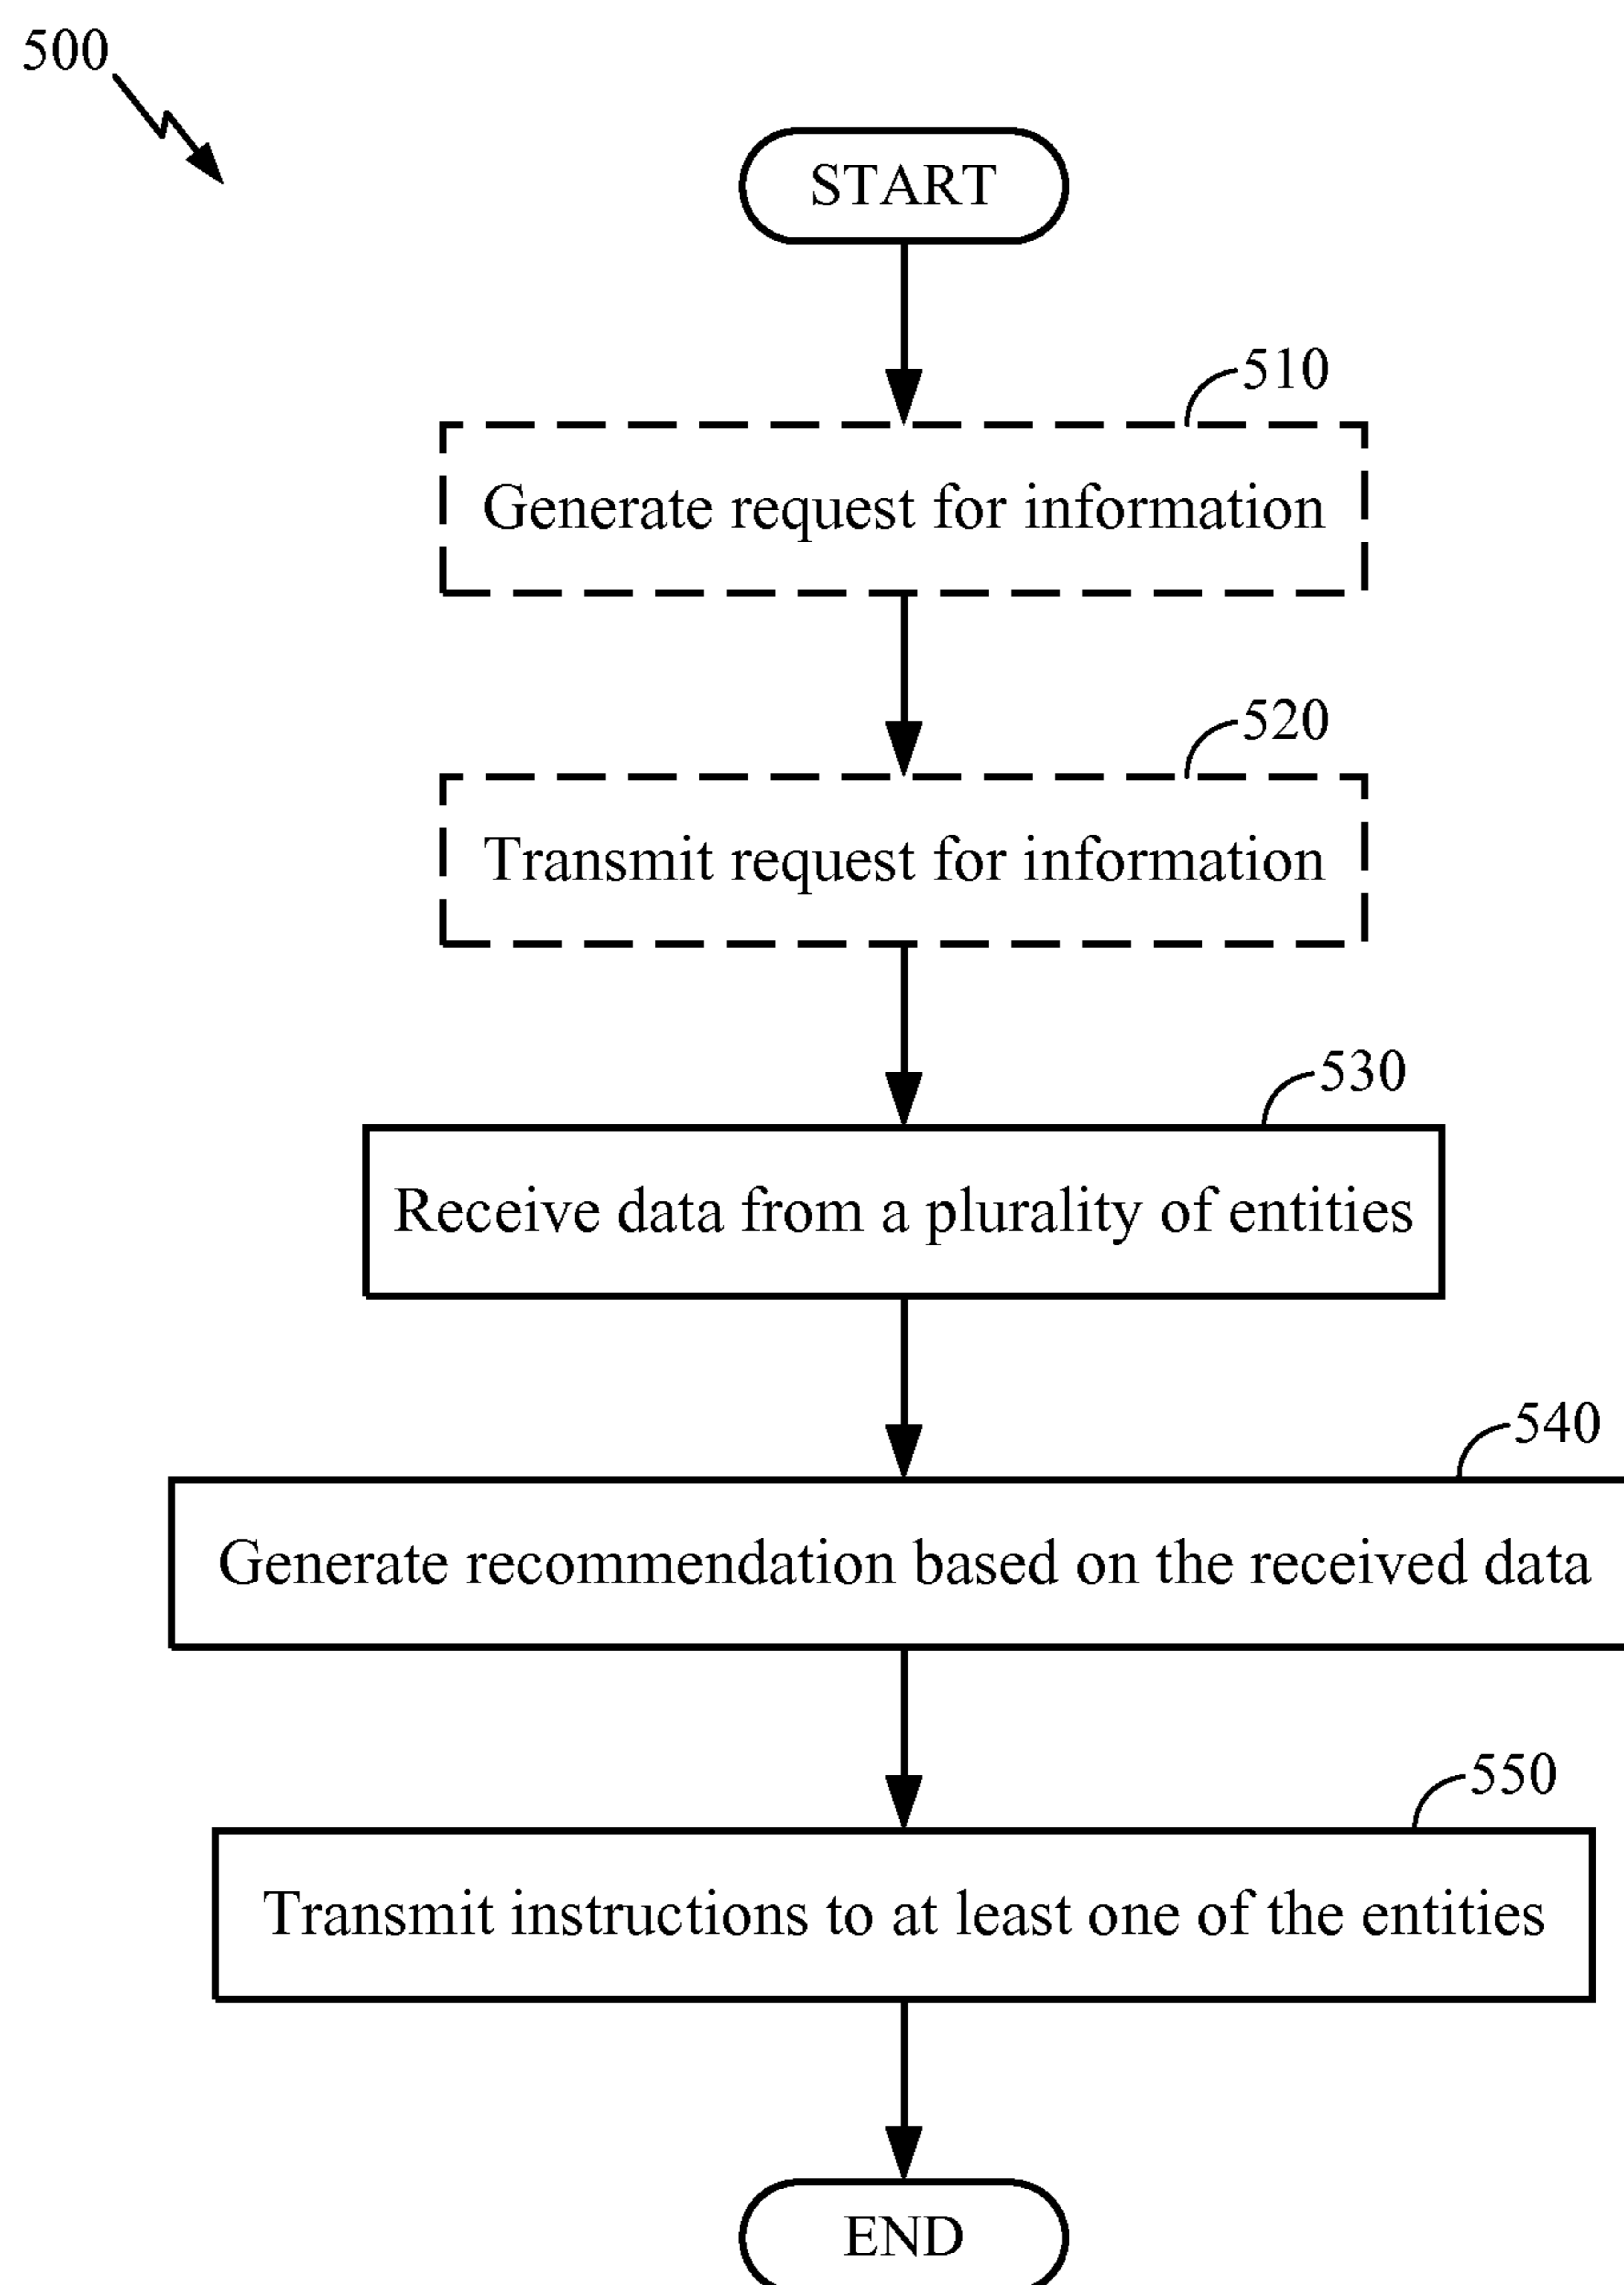 500
START
510
Generate request for information
520
Transmit request for information
530
Receive data from a plurality of entities
540
Generate recommendation based on the received data
550
Transmit instructions to at least one of the entities
END